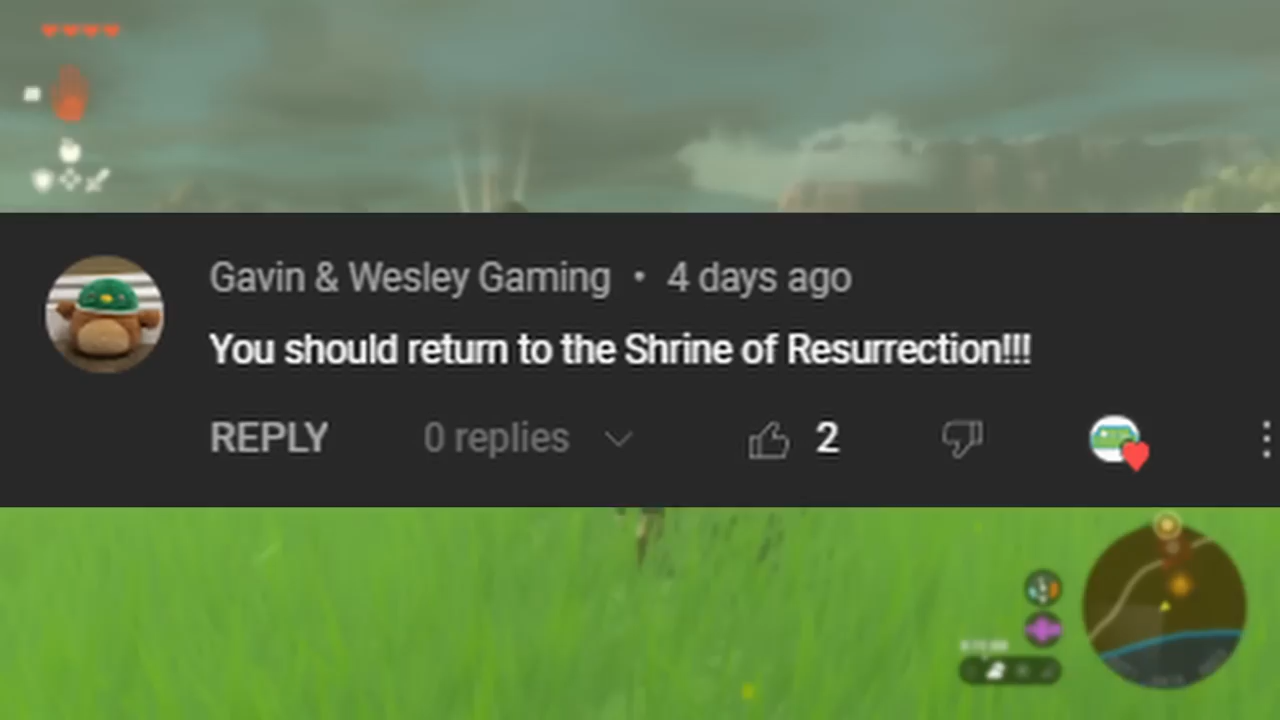 Gavin & Wesley Gaming • 4 days ago
You should return to the Shrine of Resurrection!!!
REPLY 0 replies 2